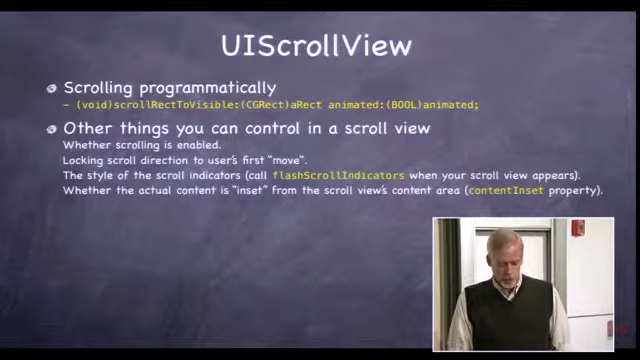 UIScrollView
Scrolling programmatically
- (void)scrollRectToVisible:(CGRect)aRect animated:(BOOL)animated;
Other things you can control in a scroll view
Whether scrolling is enabled.
Locking scroll direction to user's first "move".
The style of the scroll indicators (call flashScrollIndicators when your scroll view appears).
Whether the actual content is "inset" from the scroll view's content area (contentInset property).